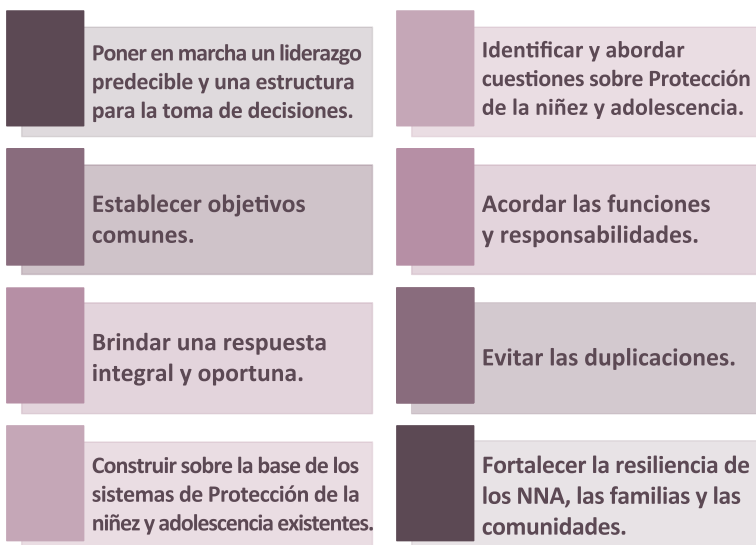 Poner en marcha un liderazgo
predecible y una estructura
para la toma de decisiones.
Identificar y abordar
cuestiones sobre Protección
de la niñez y adolescencia.
Establecer objetivos
comunes.
Acordar las funciones
y responsabilidades.
Brindar una respuesta
integral y oportuna.
Evitar las duplicaciones.
Construir sobre la base de los
sistemas de Protección de la
niñez y adolescencia existentes.
Fortalecer la resiliencia de
los NNA, las familias y las
comunidades.